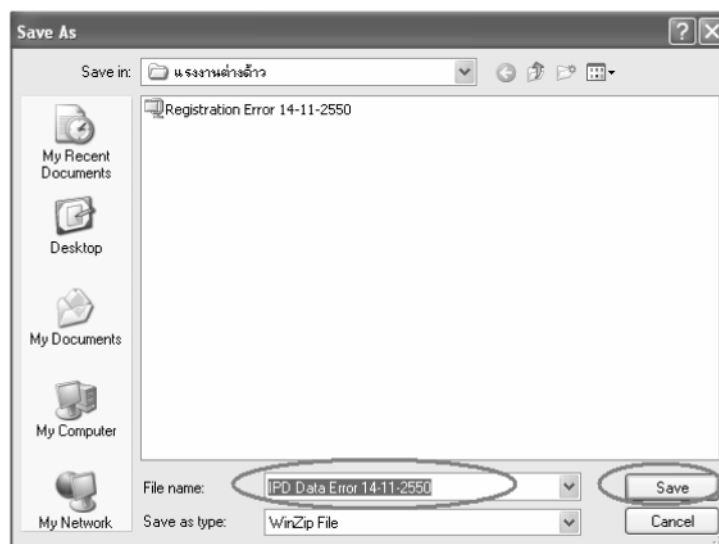 Save As
Save in:
แรงงานต่างด้าว
Registration Error 14-11-2550
My Recent
Documents
Desktop
My Documents
My Computer
My Network
File name:
IPD Data Error 14-11-2550
Save
Save as type:
WinZip File
Cancel